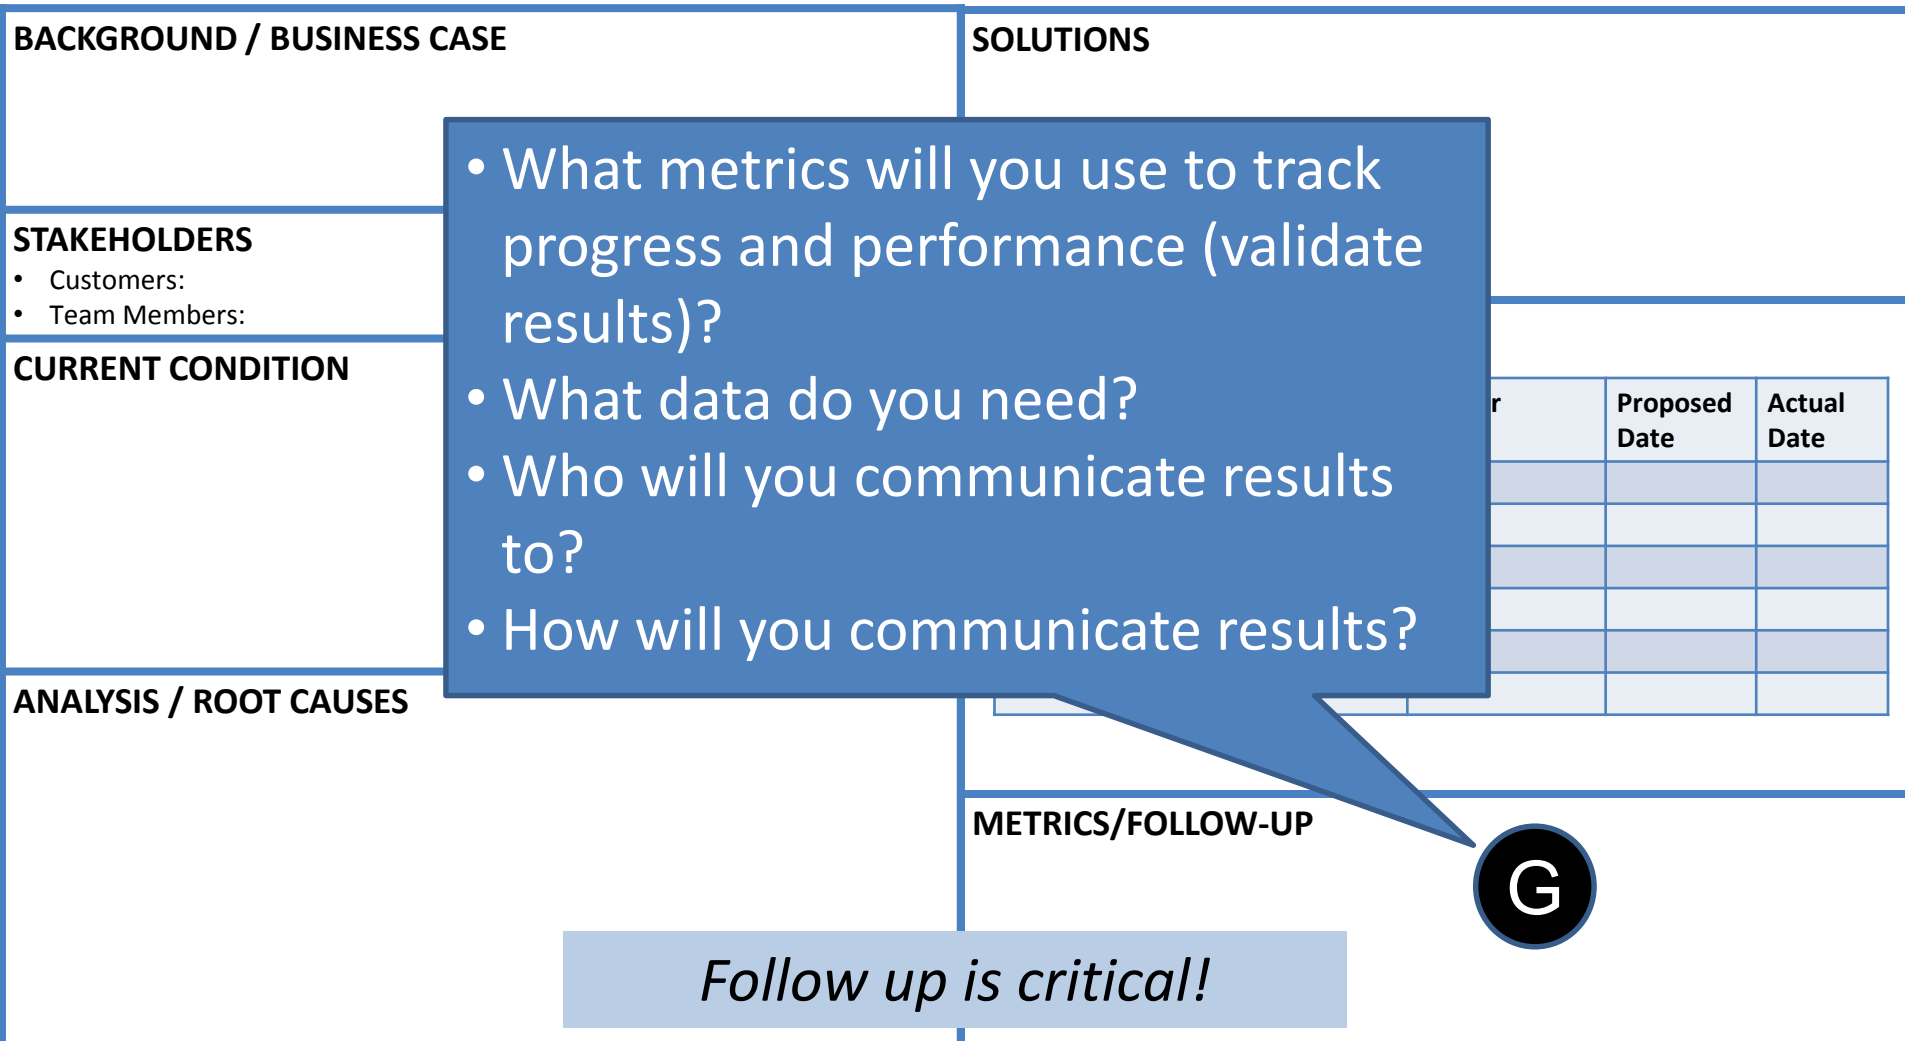 BACKGROUND / BUSINESS CASE
STAKEHOLDERS
• Customers:
• Team Members:
CURRENT CONDITION
ANALYSIS / ROOT CAUSES
SOLUTIONS
• What metrics will you use to track
progress and performance (validate
results)?
• What data do you need?
• Who will you communicate results
to?
• How will you communicate results?
r
Proposed
Date
Actual
Date
METRICS/FOLLOW-UP
G
Follow up is critical!